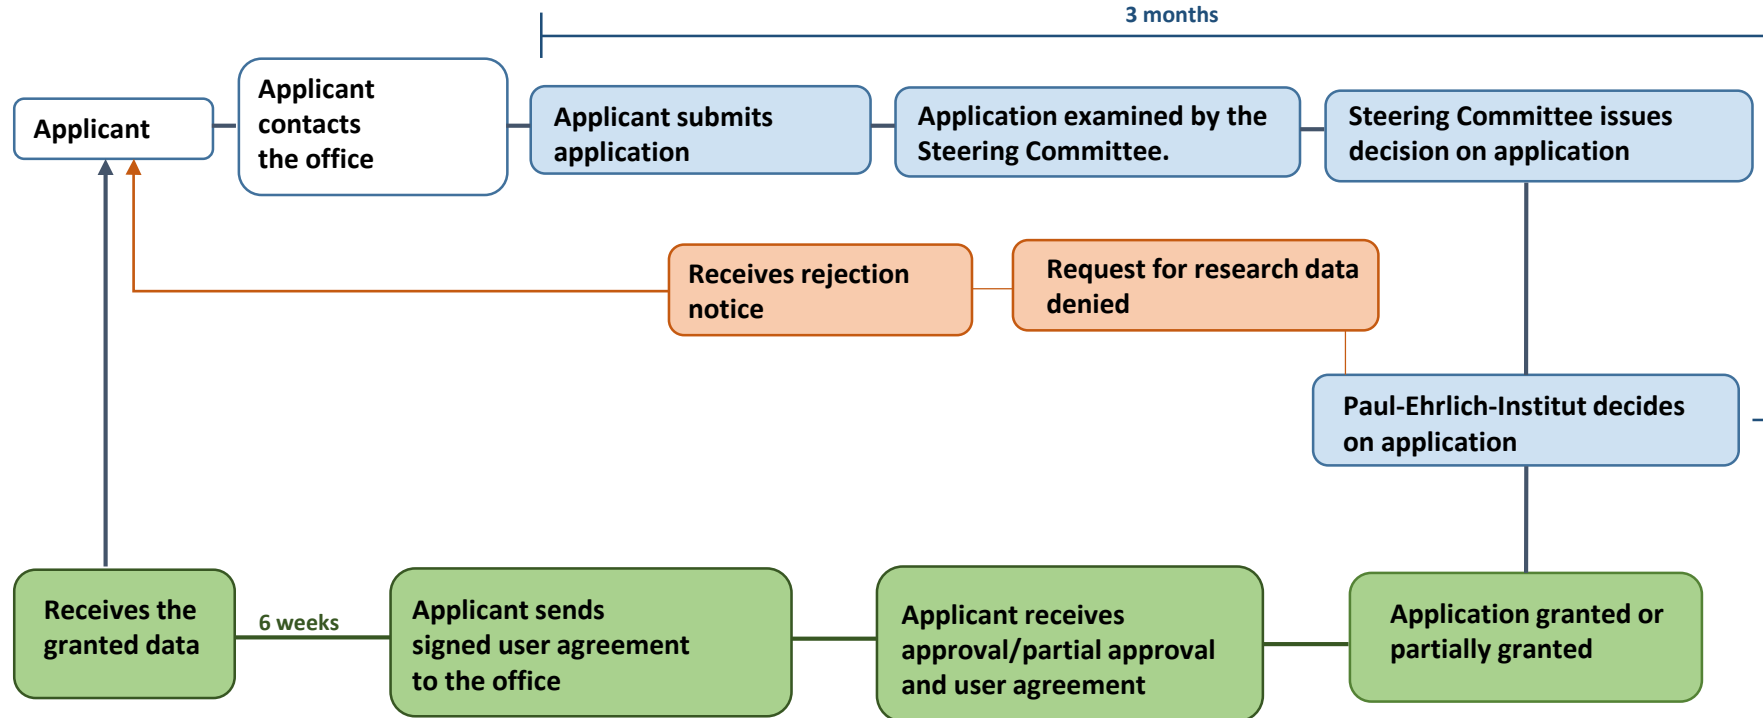 3 months
Applicant
Applicant
contacts
the office
Applicant submits
application
Application examined by the
Steering Committee.
Steering Committee issues
decision on application
Receives rejection
notice
Request for research data
denied
Paul-Ehrlich-Institut decides
on application
Receives the
granted data
6 weeks
Applicant sends
signed user agreement
to the office
Applicant receives
approval/partial approval
and user agreement
Application granted or
partially granted